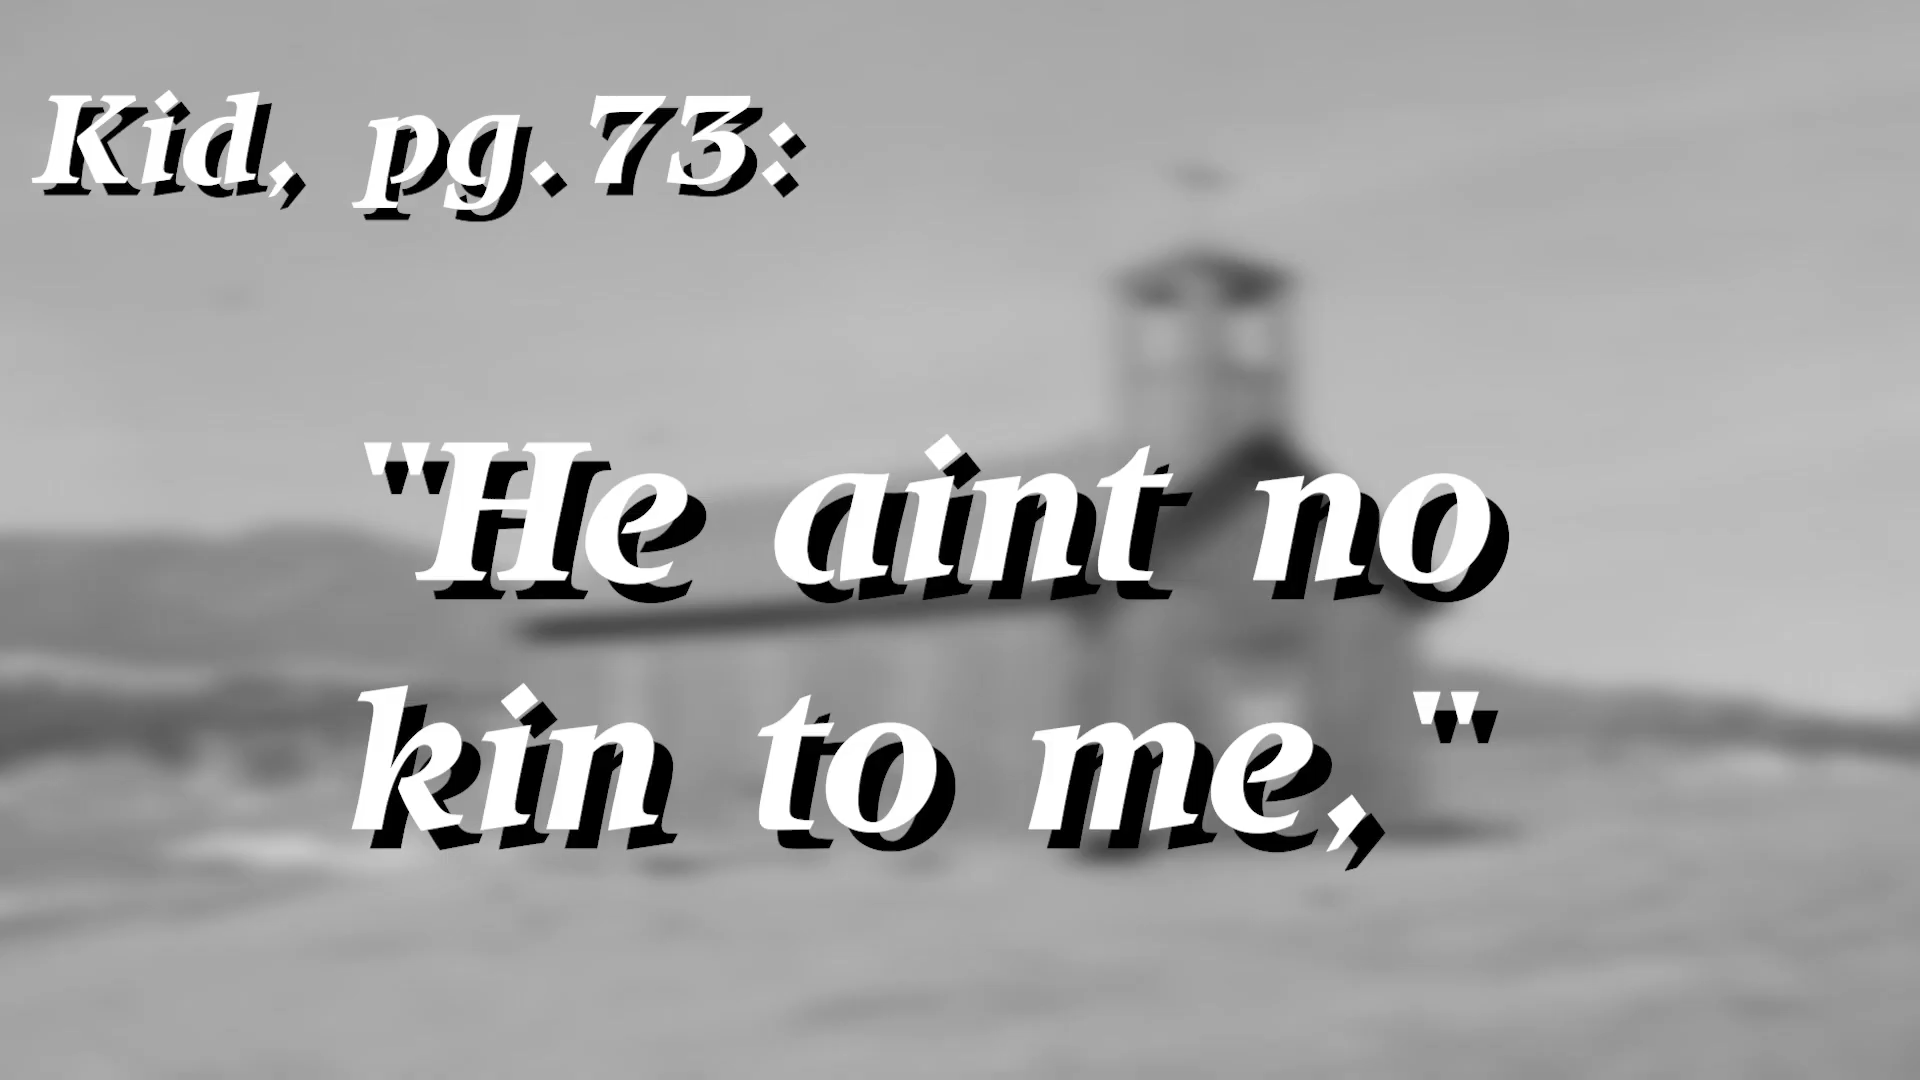 Kid, pg. 73:
"He aint no
kin to me,"